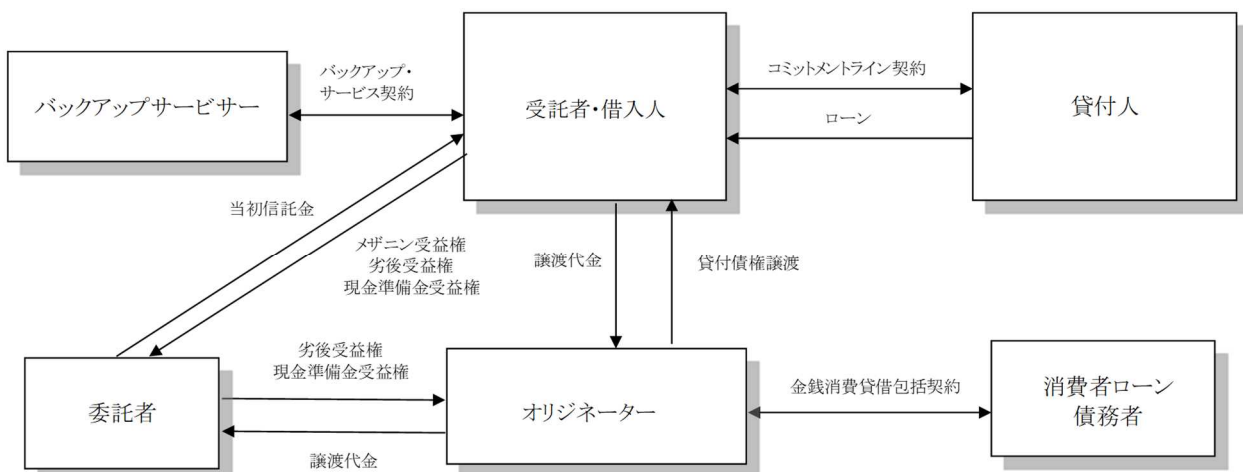 バックアップサービサー
バックアップ・
サービス契約
受託者・借入人
コミットメントライン契約
ローン
貸付人
当初信託金
メザニン受益権
劣後受益権
現金準備金受益権
譲渡代金
貸付債権譲渡
委託者
劣後受益権
現金準備金受益権
譲渡代金
オリジネーター
金銭消費貸借包括契約
消費者ローン
債務者